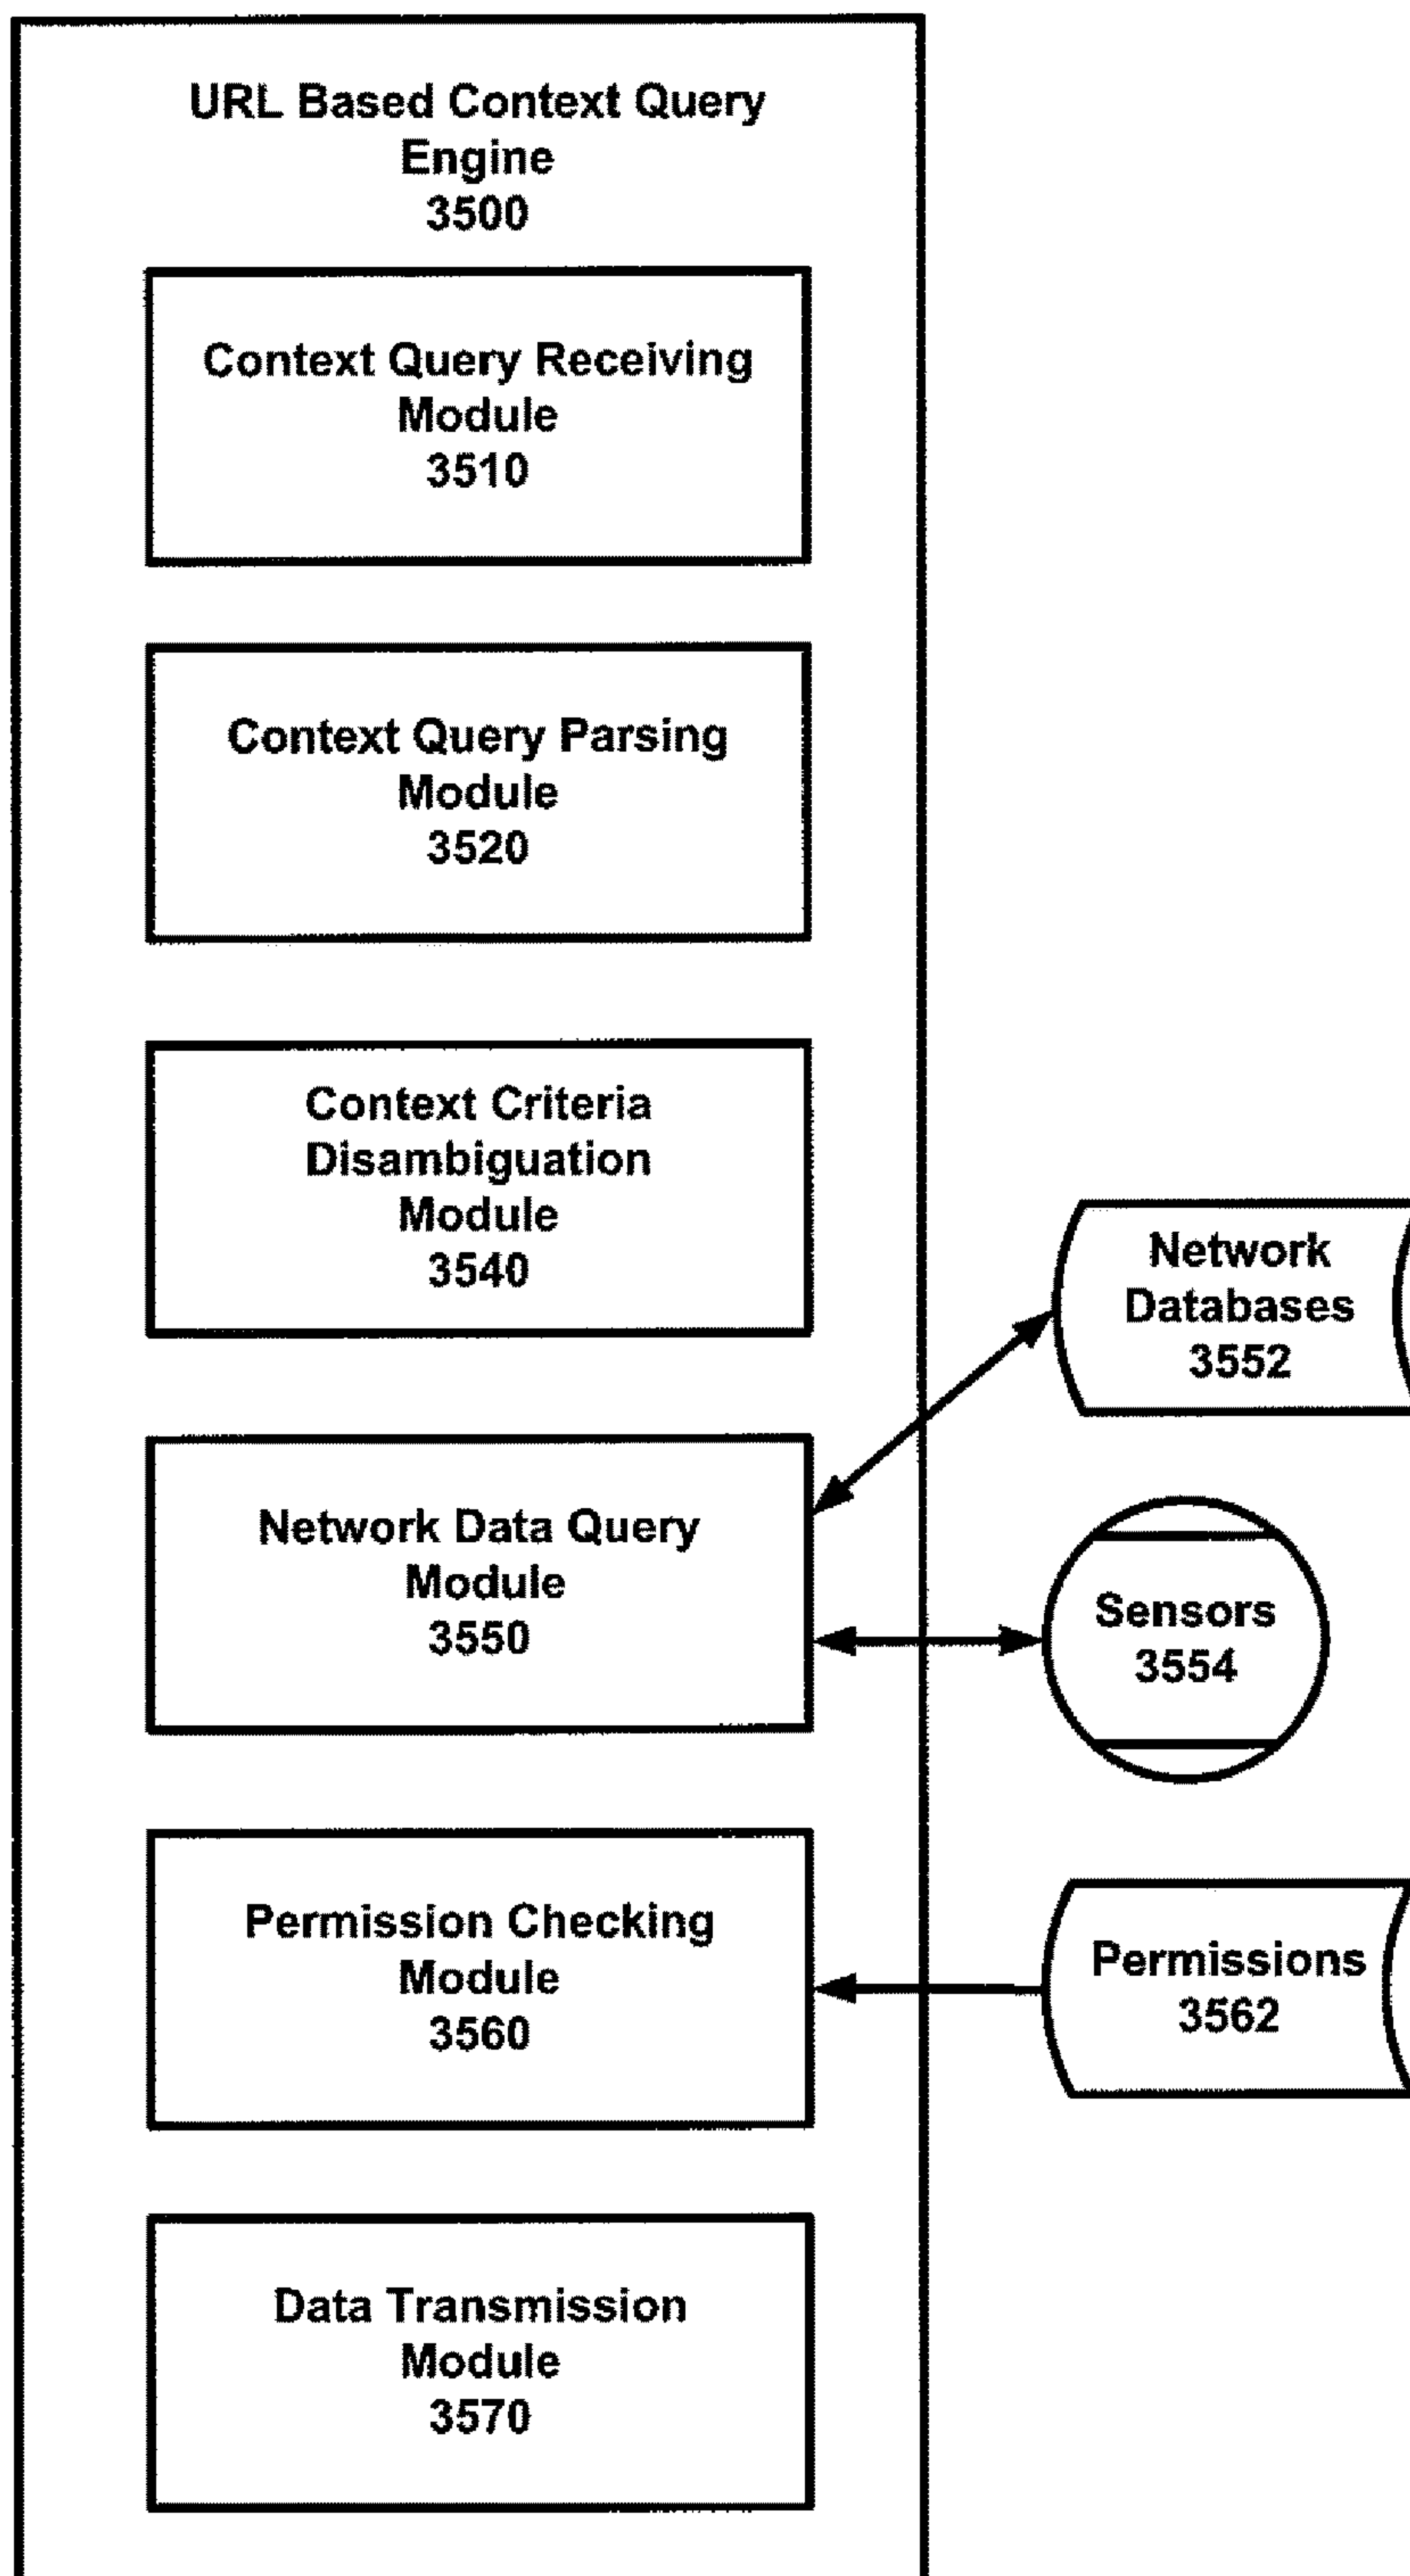 URL Based Context Query
Engine
3500
Context Query Receiving
Module
3510
Context Query Parsing
Module
3520
Context Criteria
Disambiguation
Module
3540
Network Data Query
Module
3550
Network
Databases
3552
Sensors
3554
Permission Checking
Module
3560
Permissions
3562
Data Transmission
Module
3570